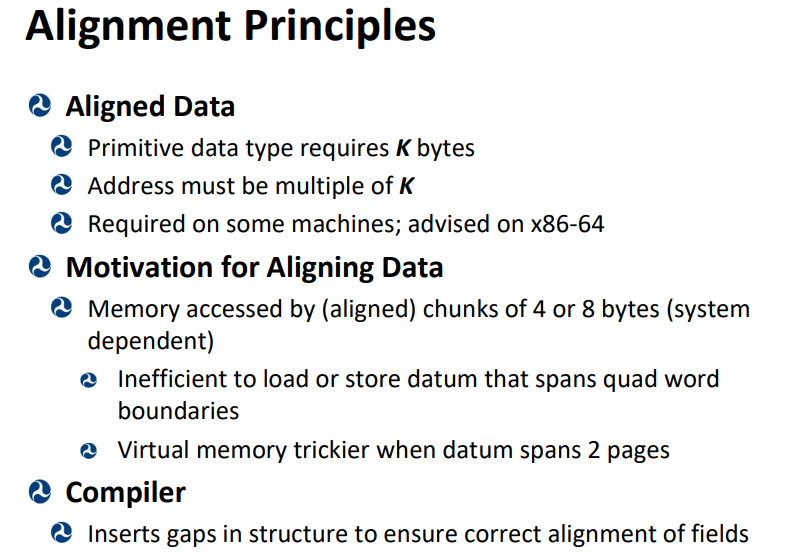 Alignment Principles
Aligned Data
Primitive data type requires K bytes
Address must be multiple of K
Required on some machines; advised on x86-64
Motivation for Aligning Data
Memory accessed by (aligned) chunks of 4 or 8 bytes (system
dependent)
Inefficient to load or store datum that spans quad word
boundaries
Virtual memory trickier when datum spans 2 pages
Compiler
Inserts gaps in structure to ensure correct alignment of fields